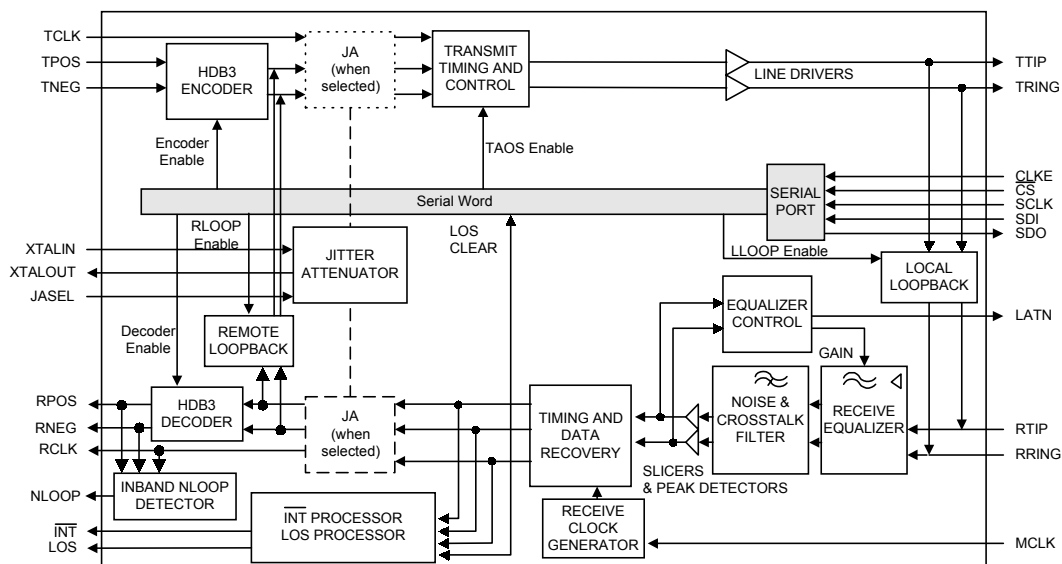 TCLK
TPOS
TNEG
HDB3
ENCODER
JA
(when
selected)
TRANSMIT
TIMING AND
CONTROL
LINE DRIVERS
TTIP
TRING
Encoder
Enable
TAOS Enable
Serial Word
SERIAL
PORT
CLKE
CS
SCLK
SDI
SDO
RLOOP
Enable
LOS
CLEAR
LLOOP Enable
XTALIN
XTALOUT
JASEL
JITTER
ATTENUATOR
LOCAL
LOOPBACK
EQUALIZER
CONTROL
LATN
GAIN
Decoder
Enable
REMOTE
LOOPBACK
RPOS
RNEG
RCLK
HDB3
DECODER
JA
(when
selected)
TIMING AND
DATA
RECOVERY
SLICERS
& PEAK DETECTORS
NOISE &
CROSSTALK
FILTER
RECEIVE
EQUALIZER
RTIP
RRING
NLOOP
INBAND NLOOP
DETECTOR
INT
LOS
INT PROCESSOR
LOS PROCESSOR
RECEIVE
CLOCK
GENERATOR
MCLK